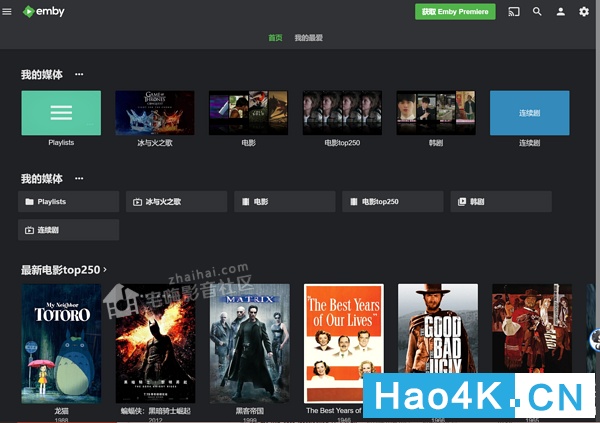 emby
获取 Emby Premiere
首页 我的最爱
我的媒体
GAME OF THRONES
Playlists 冰与火之歌 电影 电影top250 韩剧 连续剧
连续剧
我的媒体
Playlists 冰与火之歌 电影 电影top250 韩剧
连续剧
最新电影top250
zhaihai.com
宅嗨影音社区
My Neighbor
TOTORO
MATRIX
The Best Years
of Our Lives
THE GOOD
THE BAD
UGLY
龙猫 蝙蝠侠：黑暗骑士崛起 黑客帝国 The Best Years of
1988 2012 1999 1946 1966 1965
Hao4K.CN